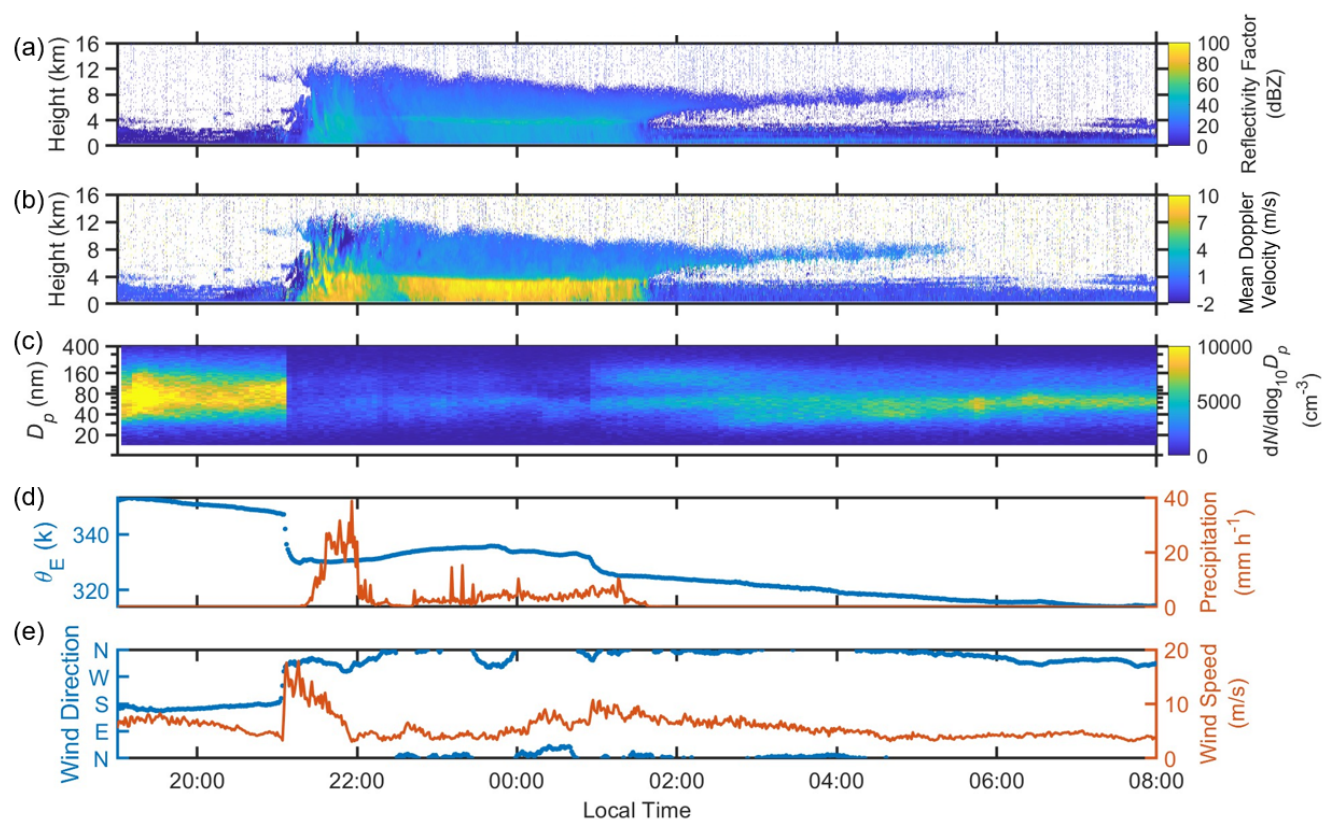 (a)
16
12
8
4
0
Height (km)
100
80
60
40
20
0
Reflectivity Factor
(dBZ)
(b)
16
12
8
4
0
Height (km)
10
7
4
1
-2
Mean Doppler
Velocity (m/s)
(c)
400
160
80
40
20
Dp (nm)
10000
5000
0
dN/dlog10Dp
(cm-3)
(d)
340
320
θE (k)
40
20
0
Precipitation
(mm h-1)
(e)
N
W
S
E
N
Wind Direction
20
10
0
Wind Speed
(m/s)
20:00 22:00 00:00 02:00 04:00 06:00 08:00
Local Time